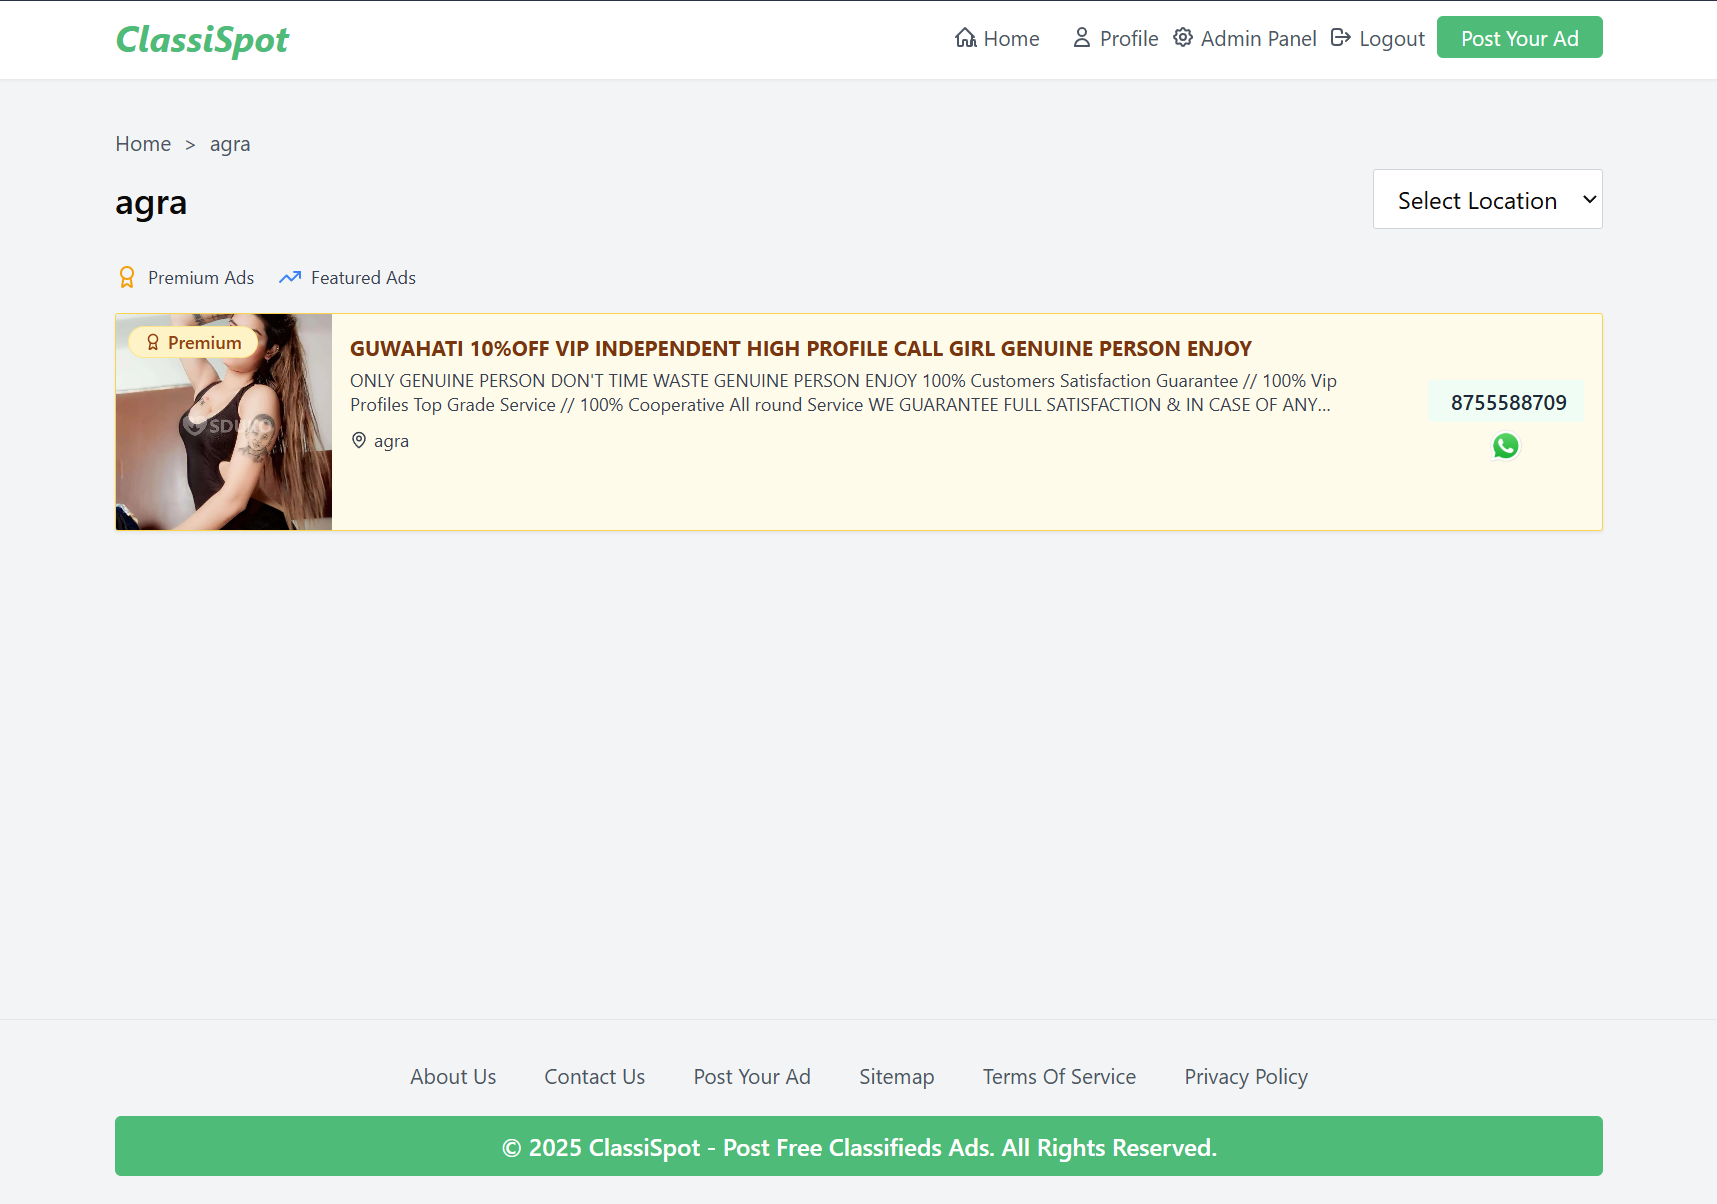 ClassiSpot
Home Profile Admin Panel Logout Post Your Ad
Home > agra
agra
Select Location
Premium Ads Featured Ads
Premium
GUWAHATI 10%OFF VIP INDEPENDENT HIGH PROFILE CALL GIRL GENUINE PERSON ENJOY
ONLY GENUINE PERSON DON'T TIME WASTE GENUINE PERSON ENJOY 100% Customers Satisfaction Guarantee // 100% Vip
Profiles Top Grade Service // 100% Cooperative All round Service WE GUARANTEE FULL SATISFACTION & IN CASE OF ANY...
agra
8755588709
About Us Contact Us Post Your Ad Sitemap Terms Of Service Privacy Policy
© 2025 ClassiSpot - Post Free Classifieds Ads. All Rights Reserved.